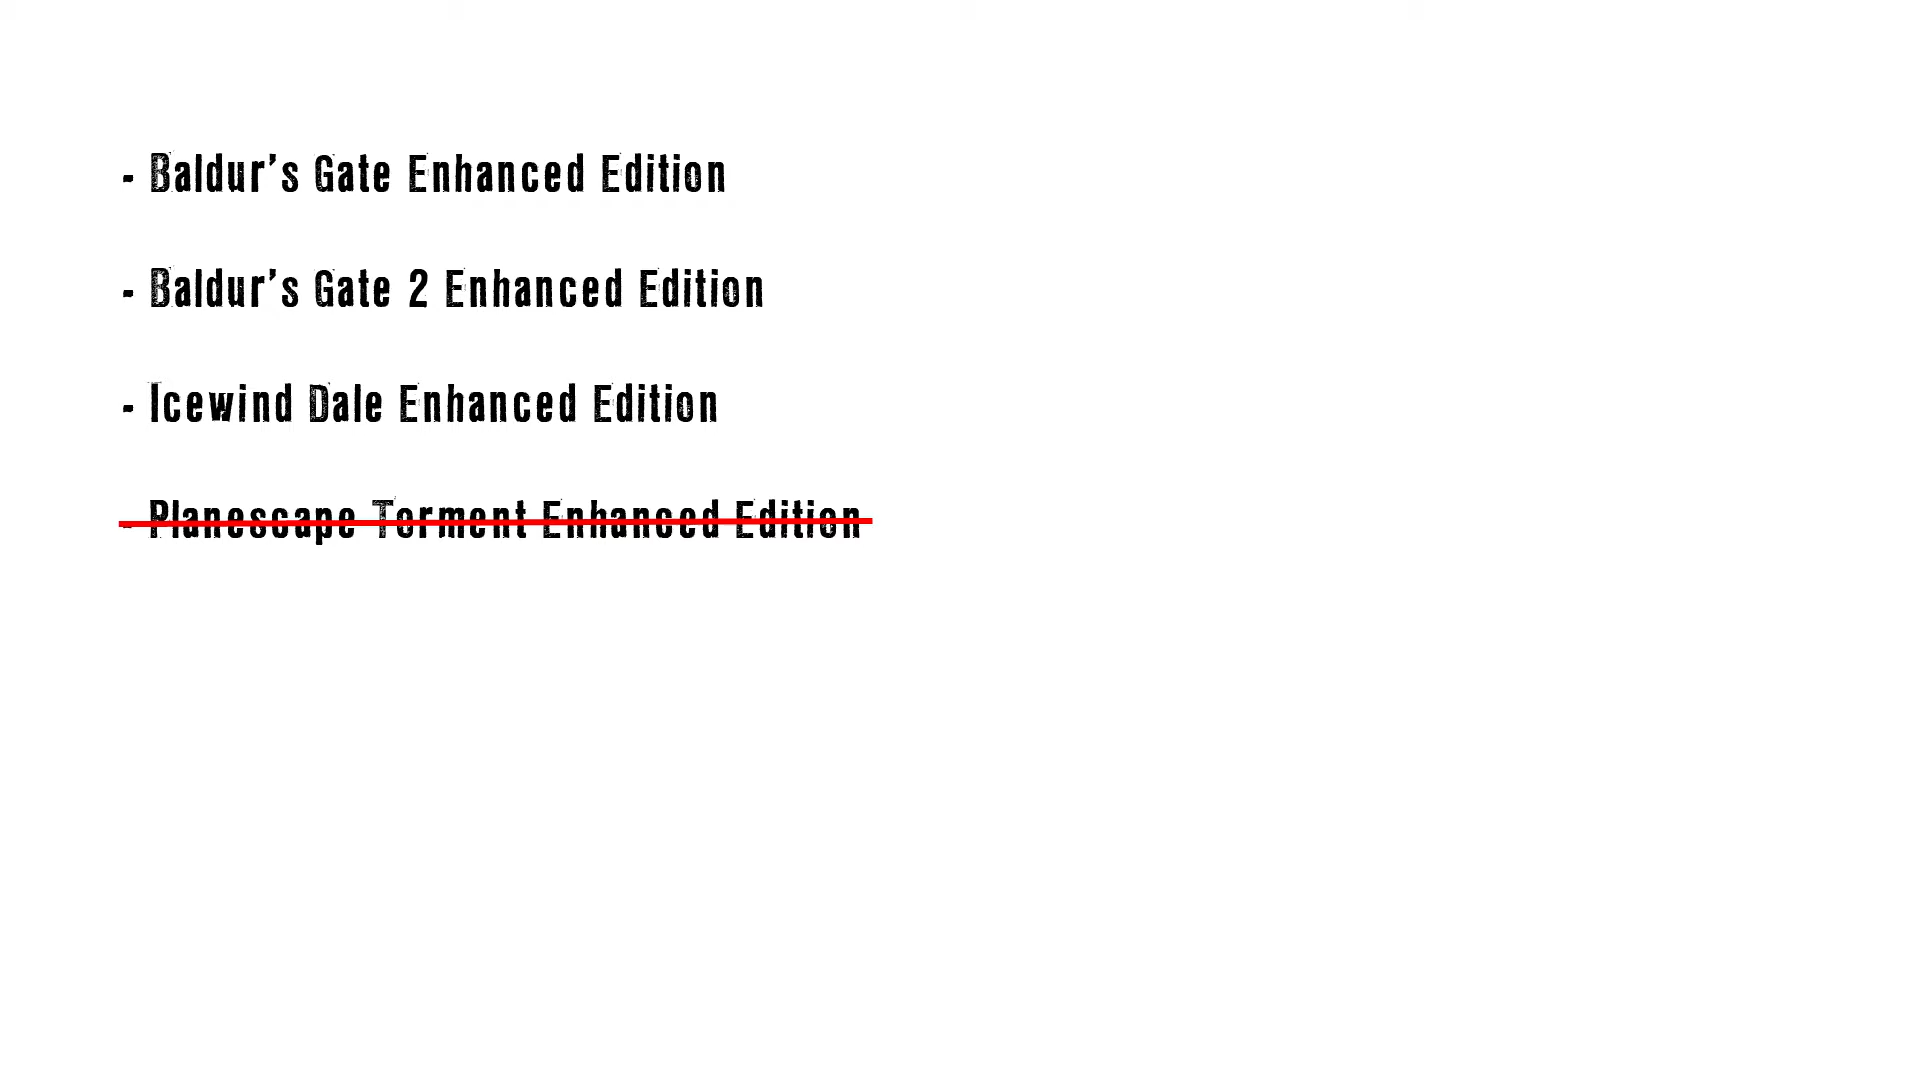 - Baldur's Gate Enhanced Edition
- Baldur's Gate 2 Enhanced Edition
- Icewind Dale Enhanced Edition
- Planescape Torment Enhanced Edition